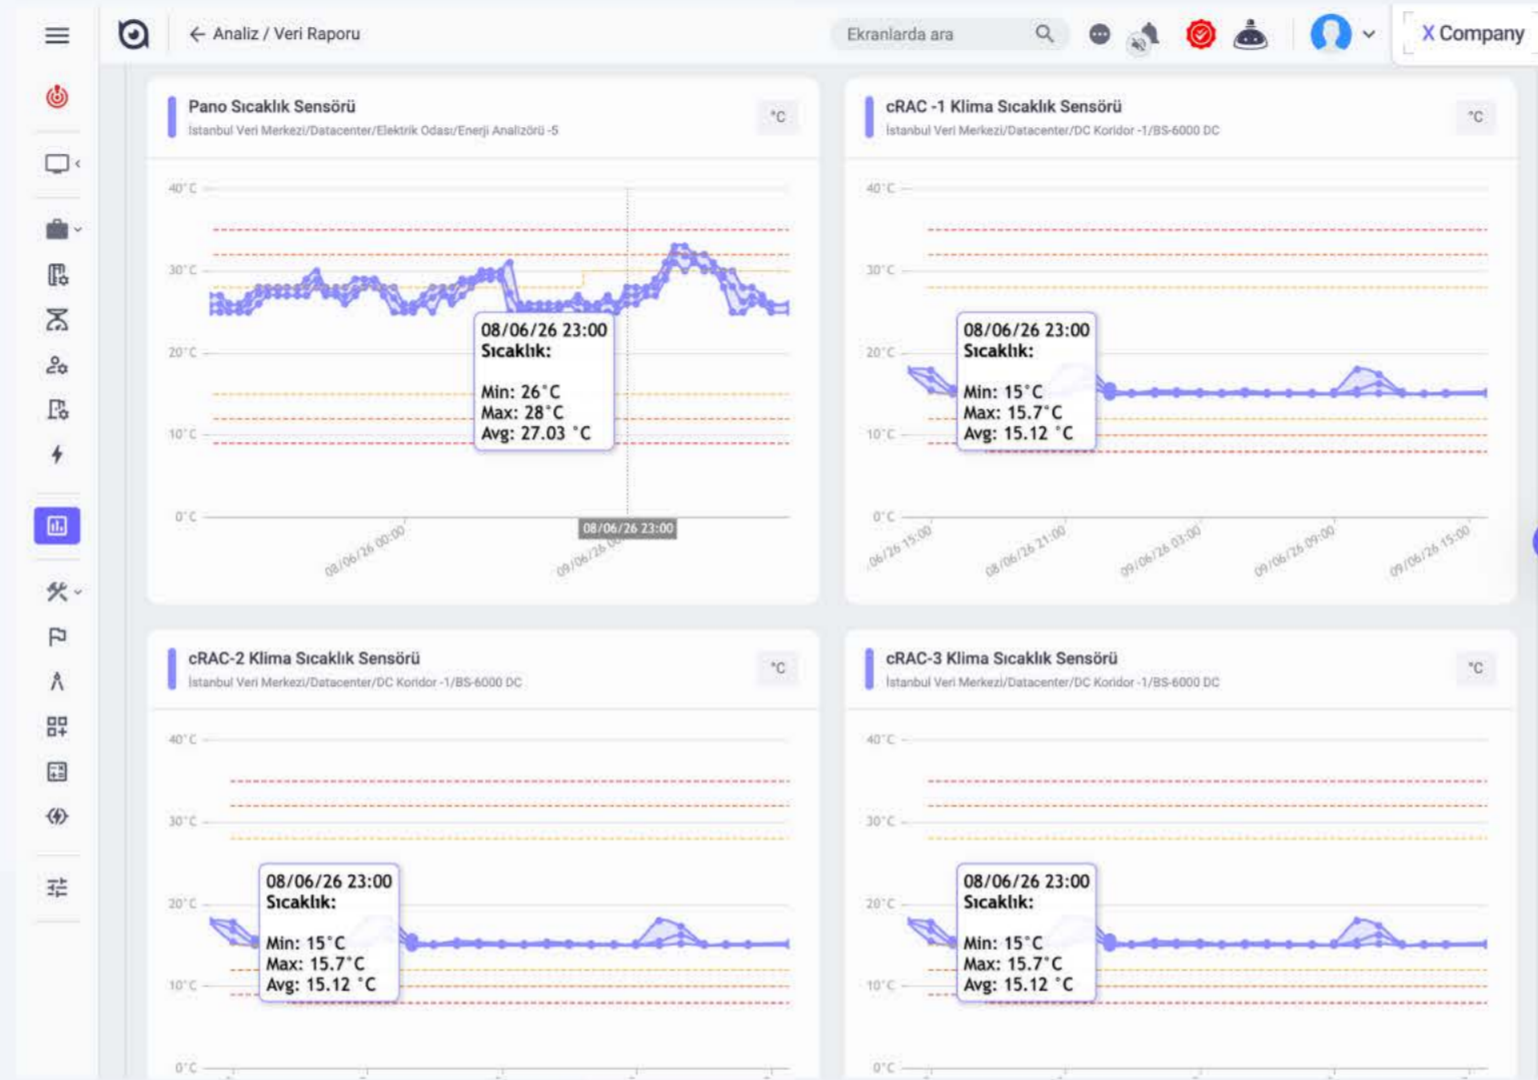 Analiz / Veri Raporu
Ekranlarda ara
X Company
Pano Sıcaklık Sensörü
İstanbul Veri Merkezi/Datacenter/Elektrik Odası/Enerji Analizörü -5
°C
40°C
30°C
20°C
10°C
0°C
08/06/26 23:00
Sıcaklık:
Min: 26°C
Max: 28°C
Avg: 27.03 °C
08/06/26 00:00
08/06/26 23:00
cRAC -1 Klima Sıcaklık Sensörü
İstanbul Veri Merkezi/Datacenter/DC Koridor -1/BS-6000 DC
°C
40°C
30°C
20°C
10°C
0°C
08/06/26 23:00
Sıcaklık:
Min: 15°C
Max: 15.7°C
Avg: 15.12 °C
06/26 15:00
08/06/26 21:00
09/06/26 03:00
09/06/26 09:00
09/06/26 15:00
cRAC-2 Klima Sıcaklık Sensörü
İstanbul Veri Merkezi/Datacenter/DC Koridor -1/BS-6000 DC
°C
40°C
30°C
20°C
10°C
0°C
08/06/26 23:00
Sıcaklık:
Min: 15°C
Max: 15.7°C
Avg: 15.12 °C
cRAC-3 Klima Sıcaklık Sensörü
İstanbul Veri Merkezi/Datacenter/DC Koridor -1/BS-6000 DC
°C
40°C
30°C
20°C
10°C
0°C
08/06/26 23:00
Sıcaklık:
Min: 15°C
Max: 15.7°C
Avg: 15.12 °C